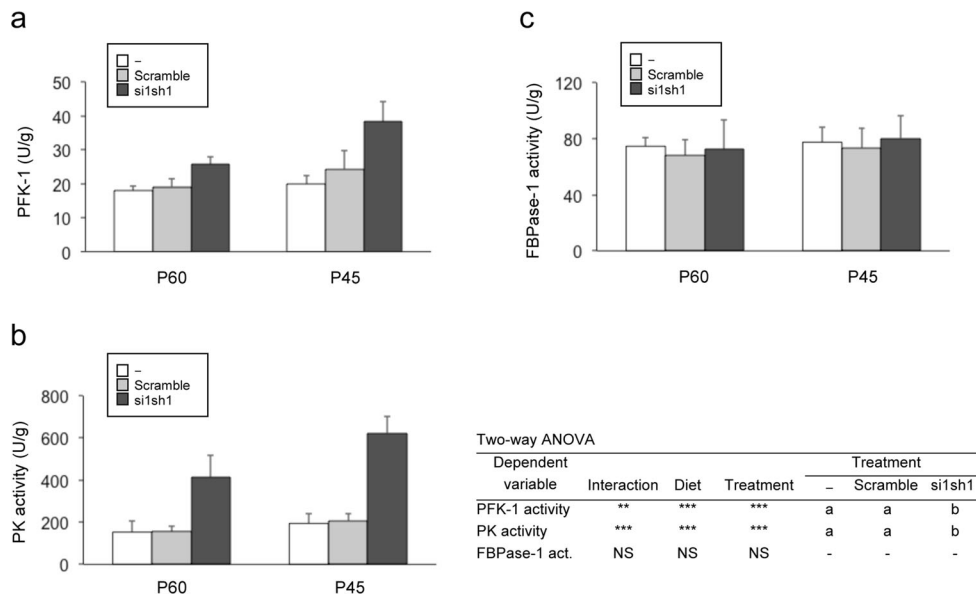 a
–
Scramble
si1sh1
PFK-1 (U/g)
50
40
30
20
10
0
P60 P45
c
–
Scramble
si1sh1
FBPase-1 activity (U/g)
120
80
40
0
P60 P45
b
–
Scramble
si1sh1
PK activity (U/g)
800
600
400
200
0
P60 P45
Two-way ANOVA
Dependent variable Interaction Diet Treatment Treatment
– Scramble si1sh1
PFK-1 activity ** *** *** a a b
PK activity *** *** *** a a b
FBPase-1 act. NS NS NS - - -